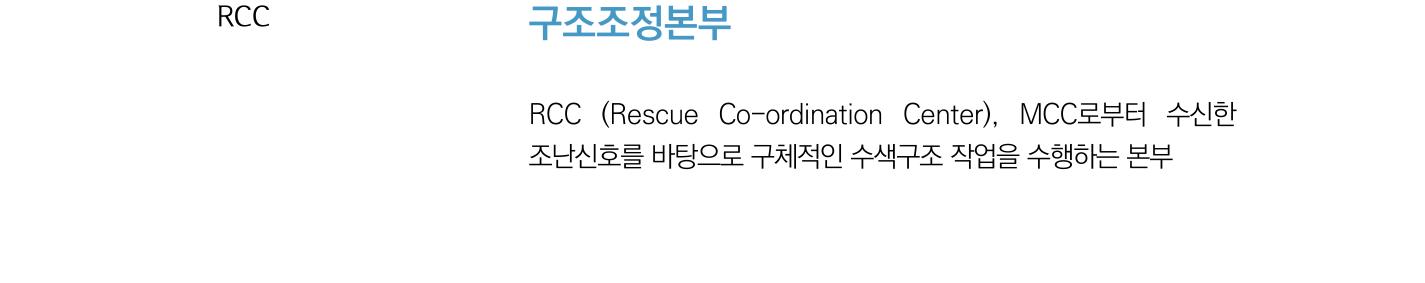 RCC
구조조정본부
RCC (Rescue Co-ordination Center), MCC로부터 수신한
조난신호를 바탕으로 구체적인 수색구조 작업을 수행하는 본부